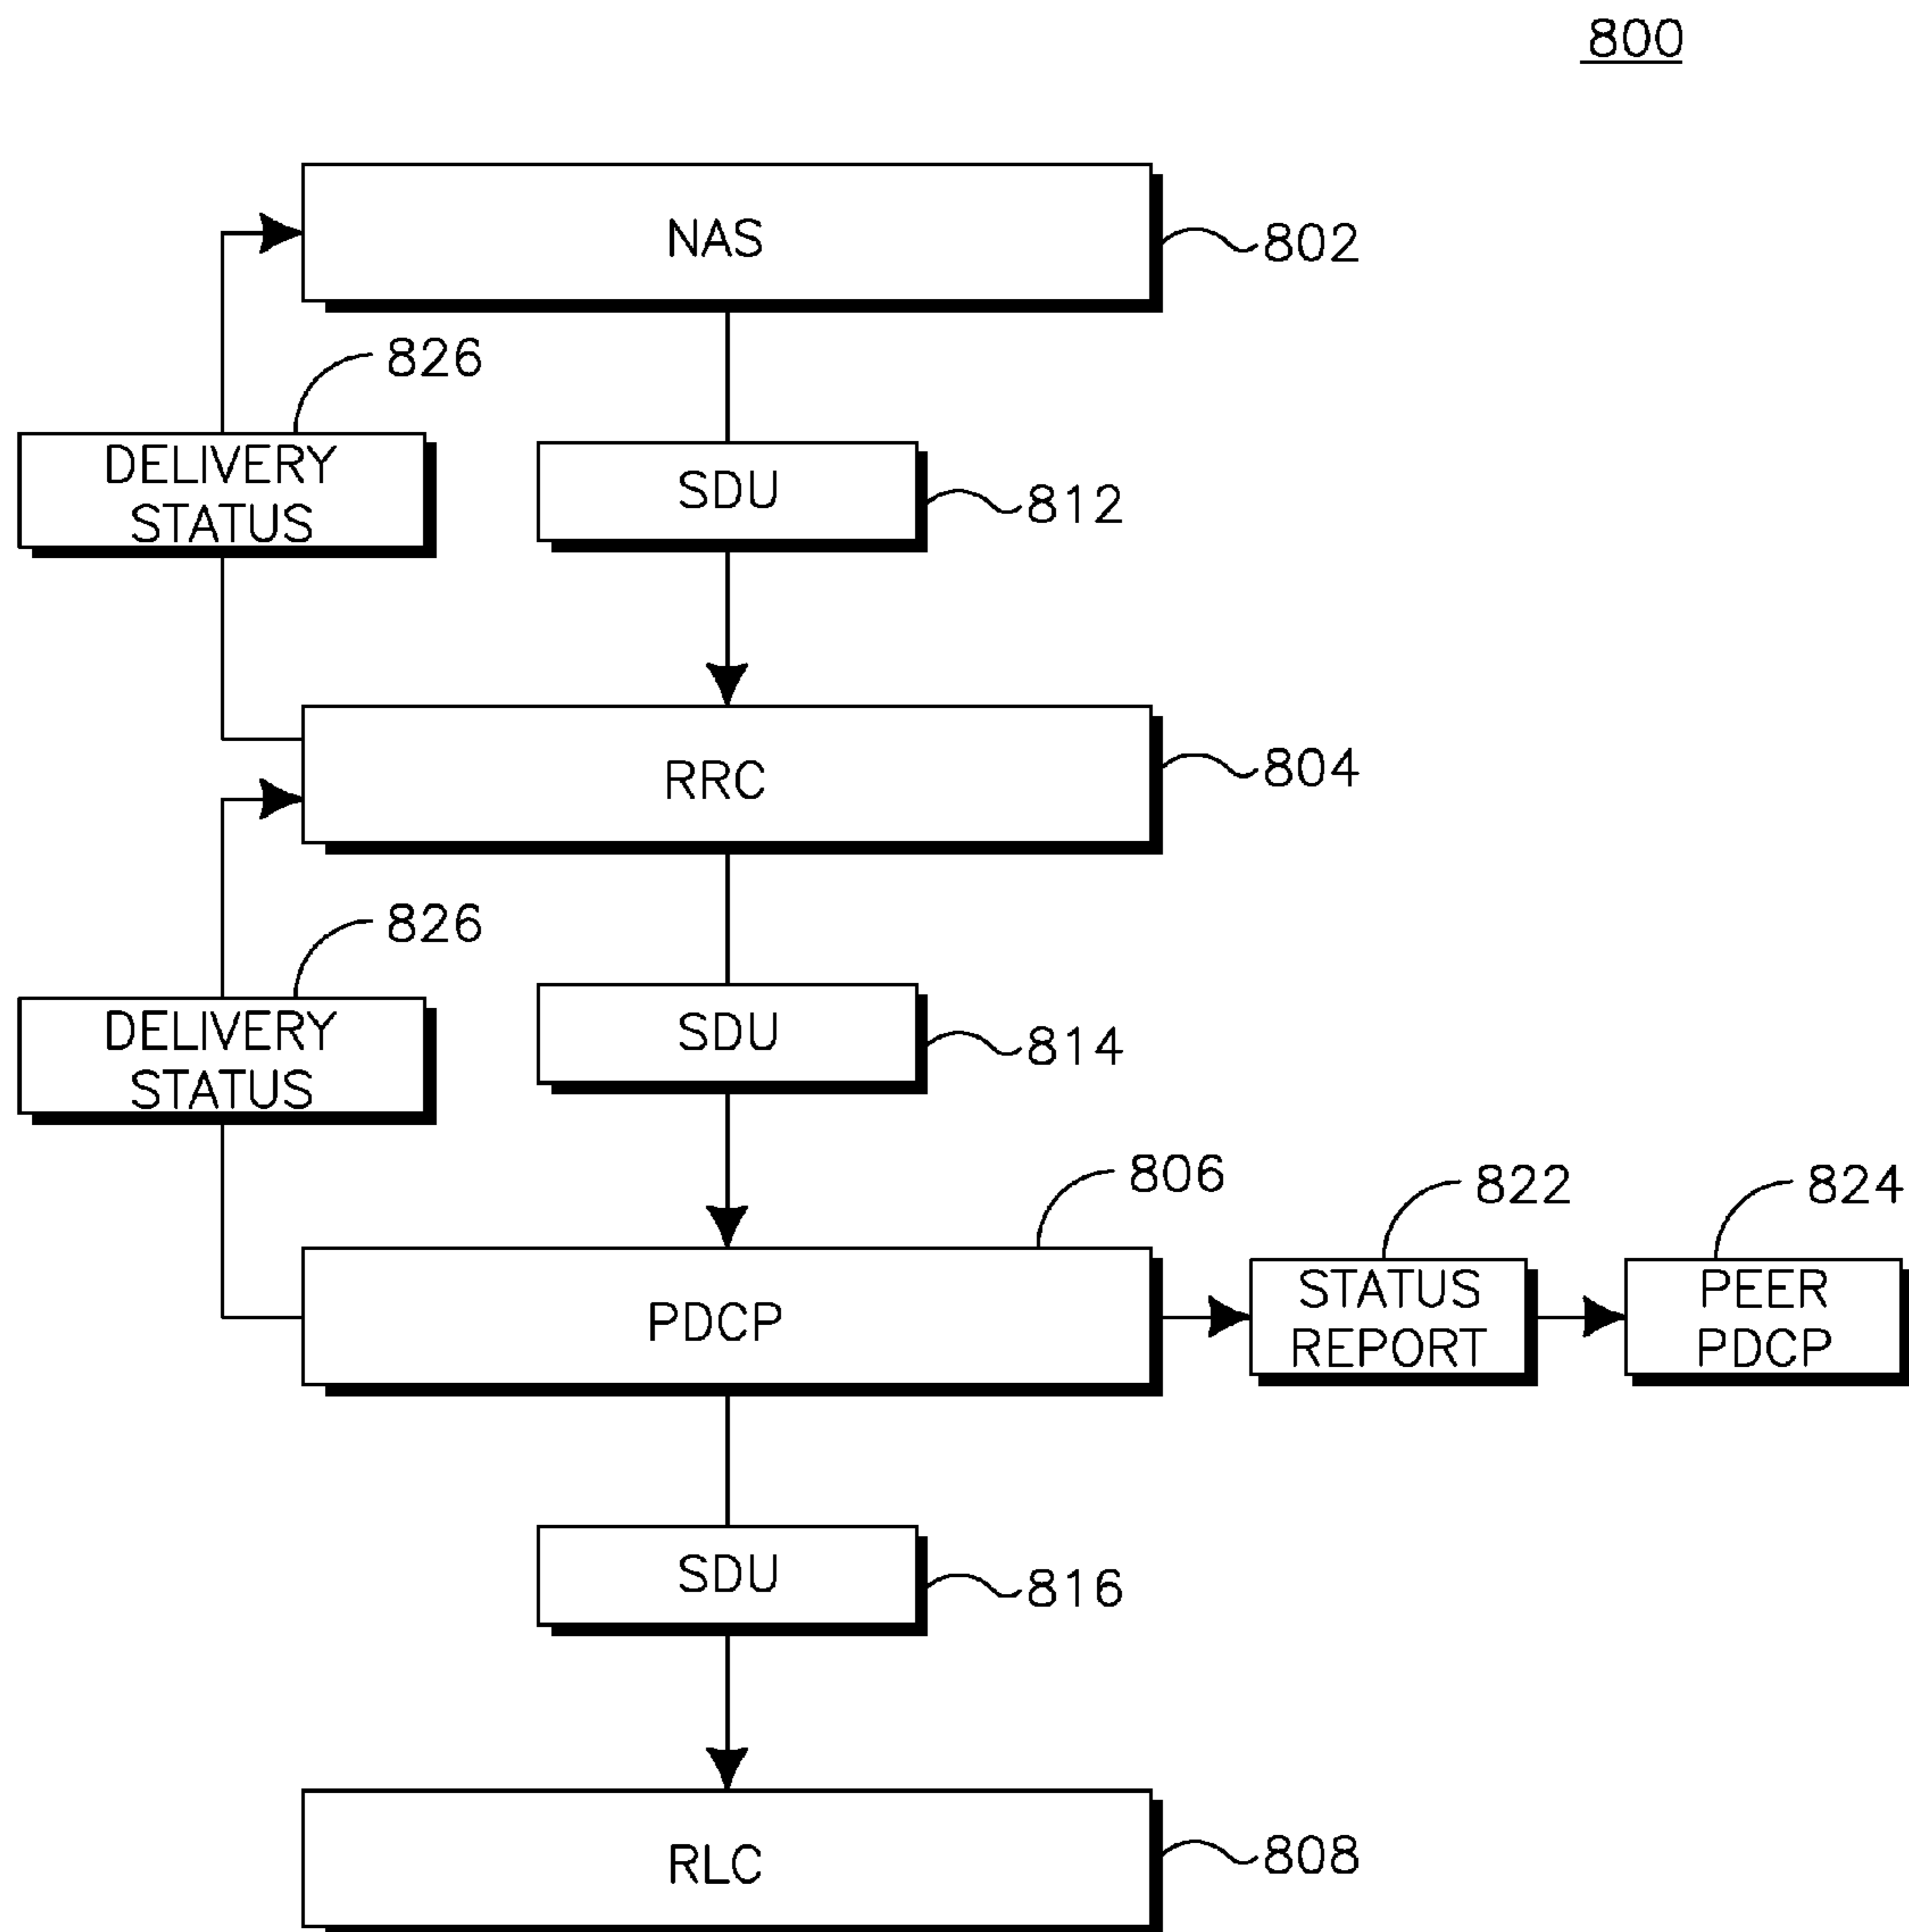 800
NAS
802
826
DELIVERY
STATUS
SDU
812
RRC
804
826
DELIVERY
STATUS
SDU
814
806
822
824
PDCP
STATUS
REPORT
PEER
PDCP
SDU
816
RLC
808